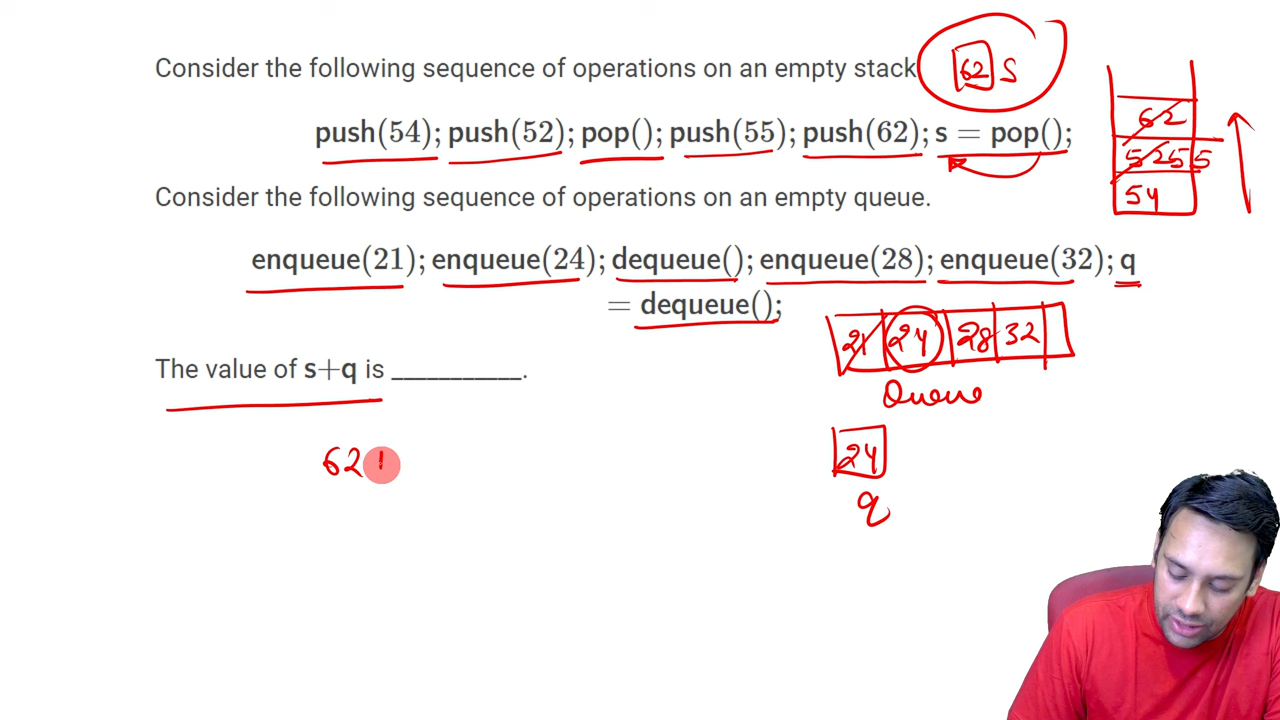 Consider the following sequence of operations on an empty stack
62 S
push(54); push(52); pop(); push(55); push(62); s = pop();
62
52 55
54
Consider the following sequence of operations on an empty queue.
enqueue(21); enqueue(24); dequeue(); enqueue(28); enqueue(32); q
= dequeue();
21 24 28 32
Queue
The value of s+q is ___________.
24
q
62 +